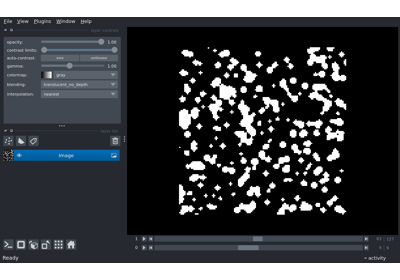 File View Plugins Window Help
opacity: 1.00
contrast limits:
auto-contrast: once continuous
gamma: 1.00
colormap: gray
blending: translucent_no_depth
interpolation: nearest
Image
1
0
Ready
activity